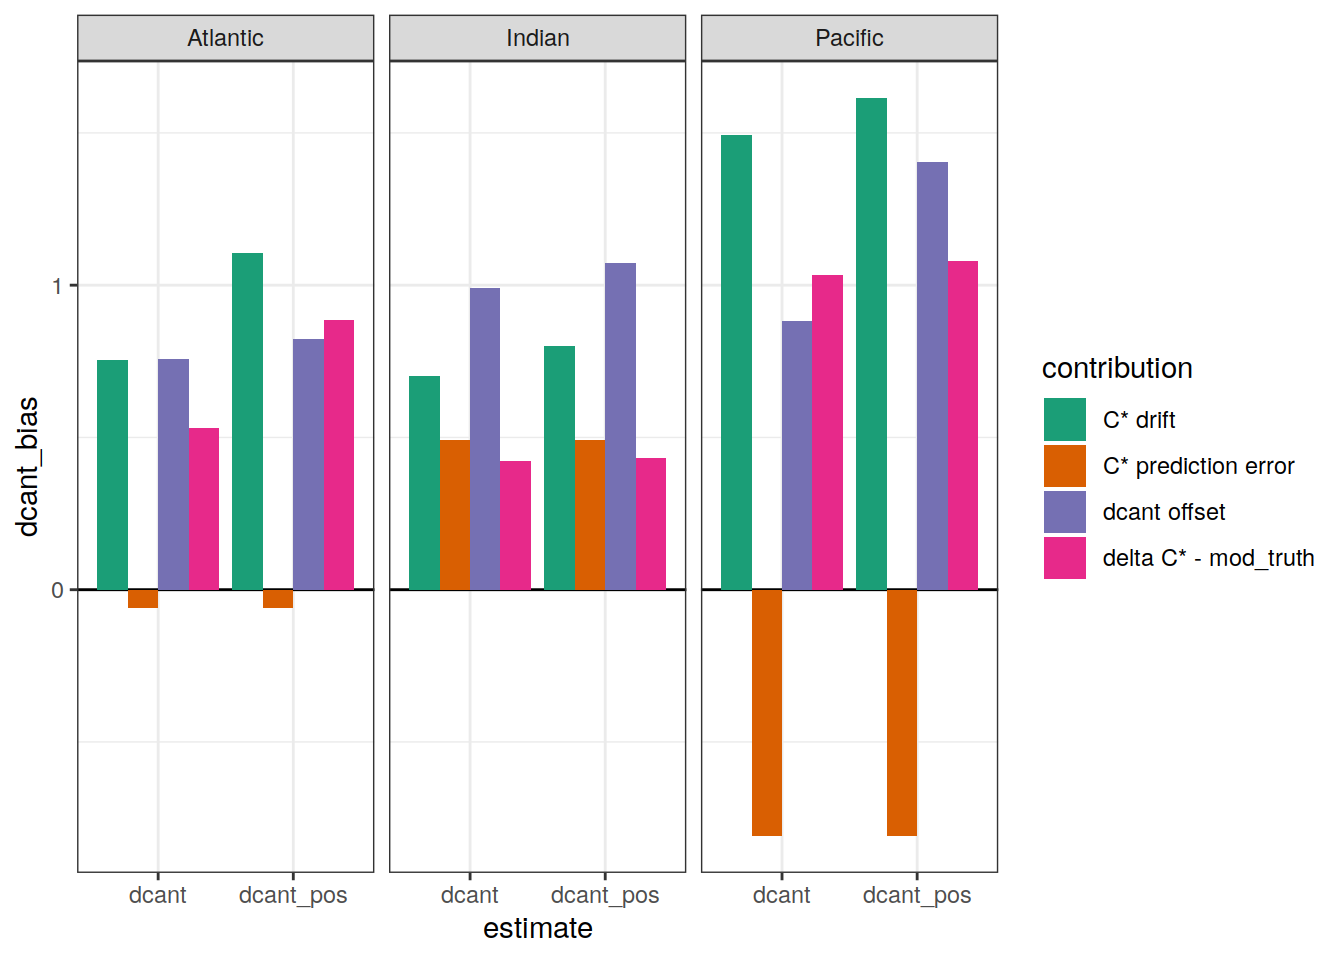 Atlantic
Indian
Pacific
dcant_bias
1
0
dcant
dcant_pos
dcant
dcant_pos
dcant
dcant_pos
estimate
contribution
C* drift
C* prediction error
dcant offset
delta C* - mod_truth